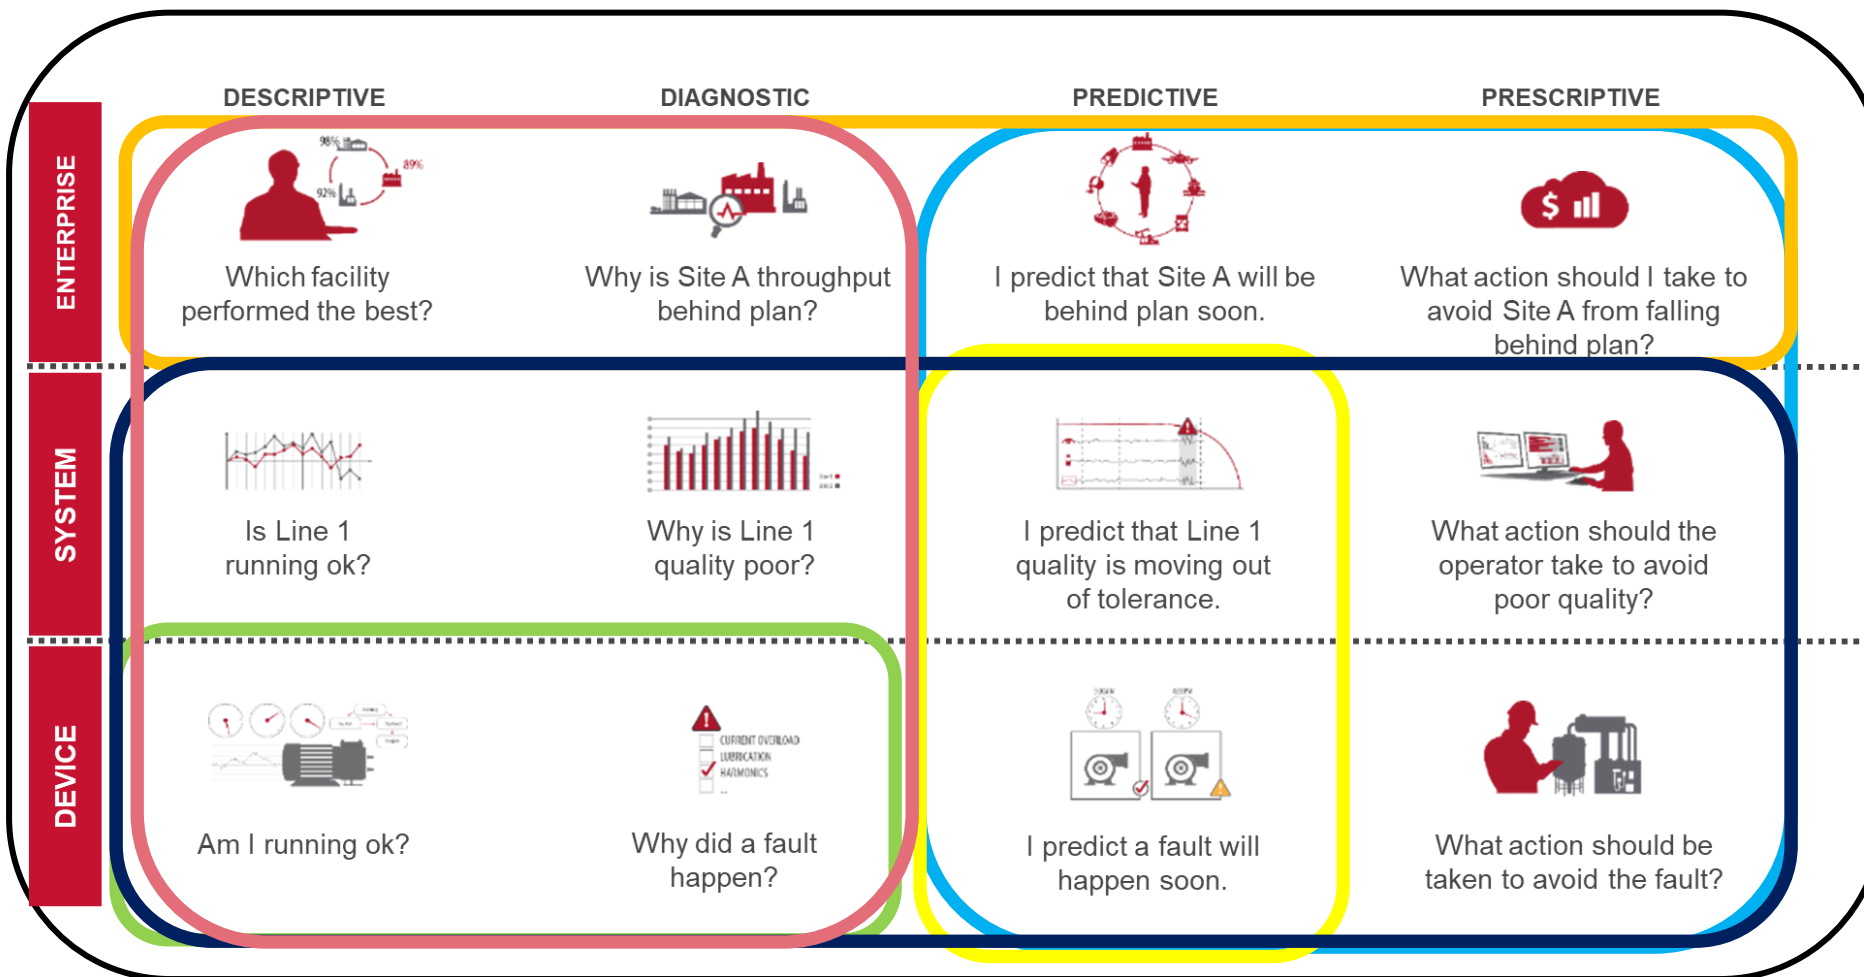 DESCRIPTIVE
DIAGNOSTIC
PREDICTIVE
PRESCRIPTIVE
ENTERPRISE
98%
89%
92%
$
Which facility
performed the best?
Why is Site A throughput
behind plan?
I predict that Site A will be
behind plan soon.
What action should I take to
avoid Site A from falling
behind plan?
SYSTEM
Is Line 1
running ok?
Why is Line 1
quality poor?
I predict that Line 1
quality is moving out
of tolerance.
What action should the
operator take to avoid
poor quality?
DEVICE
CURRENT OVERLOAD
LUBRICATION
HARMONICS
...
Am I running ok?
Why did a fault
happen?
I predict a fault will
happen soon.
What action should be
taken to avoid the fault?